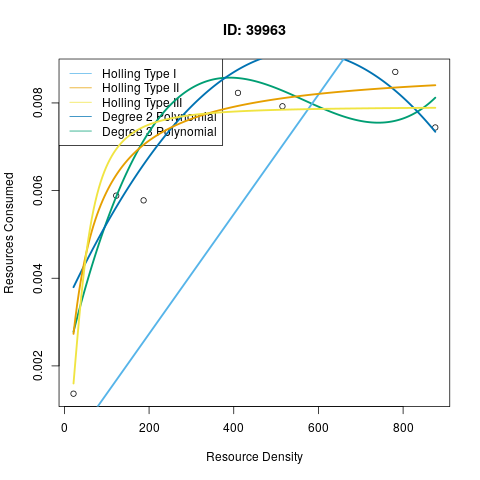 ID: 39963
Holling Type I
Holling Type II
Holling Type III
Degree 2 Polynomial
Degree 3 Polynomial
Resources Consumed
0.008
0.006
0.004
0.002
0 200 400 600 800
Resource Density